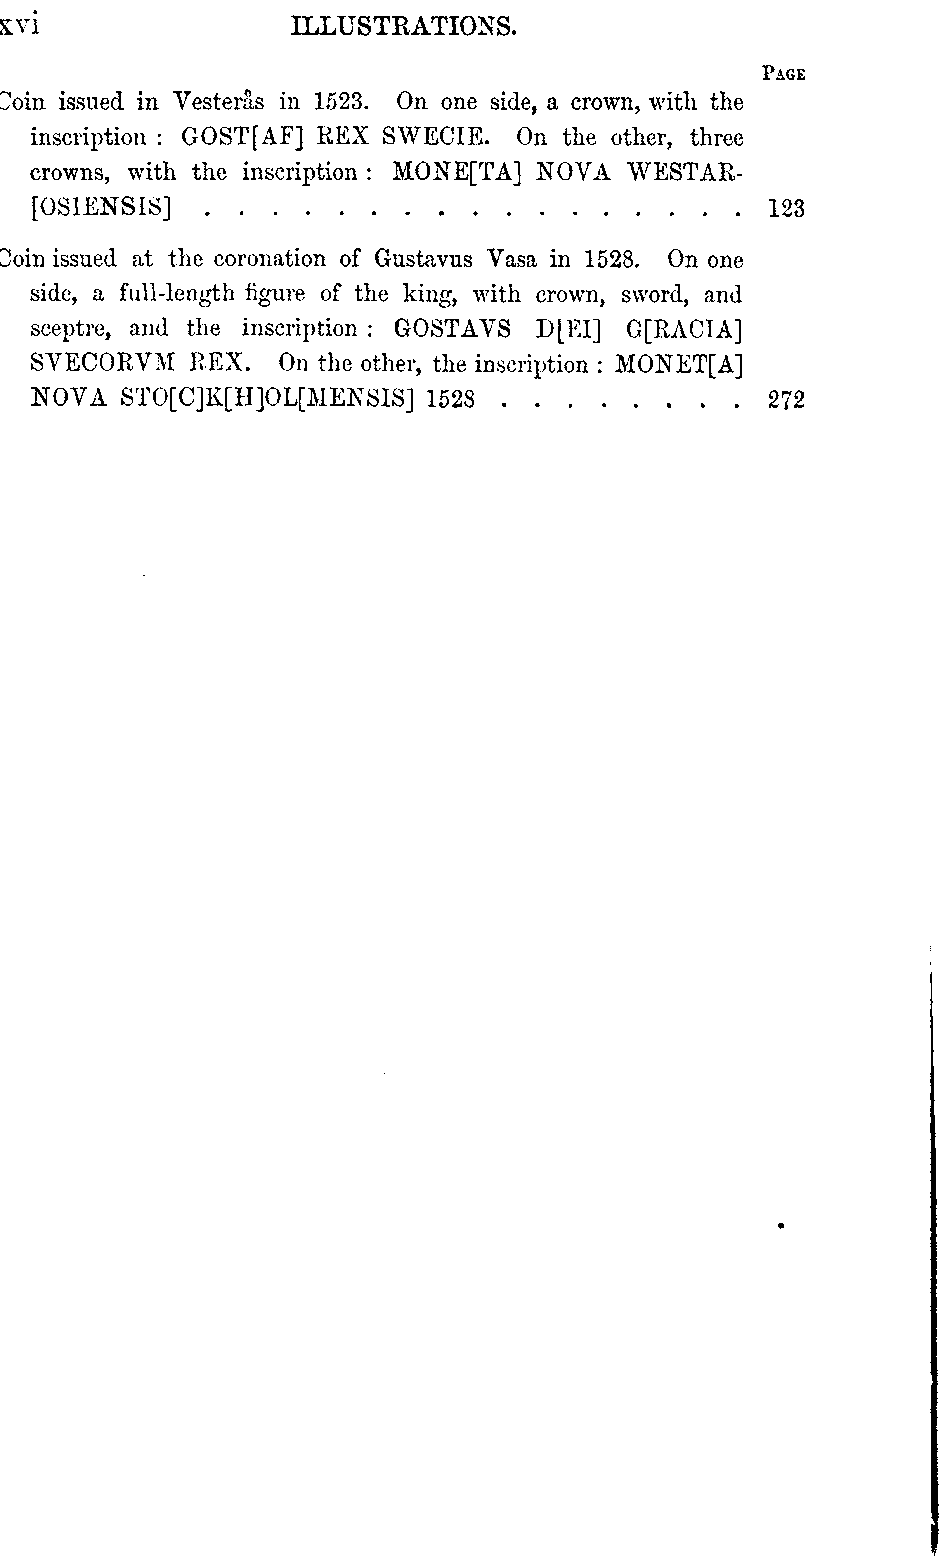 xvi ILLUSTRATIONS.
PAGE
Coin issued in Vesterås in 1523. On one side, a crown, with the
inscription : GOST[AF] REX SWECIE. On the other, three
crowns, with the inscription : MONE[TA] NOVA WESTAR-
[OSIENSIS] . . . . . . . . . . . . . . . . . 123
Coin issued at the coronation of Gustavus Vasa in 1528. On one
side, a full-length figure of the king, with crown, sword, and
sceptre, and the inscription : GOSTAVS D[EI] G[RACIA]
SVECORVM REX. On the other, the inscription : MONET[A]
NOVA STO[C]K[H]OL[MENSIS] 1528 . . . . . . . . 272